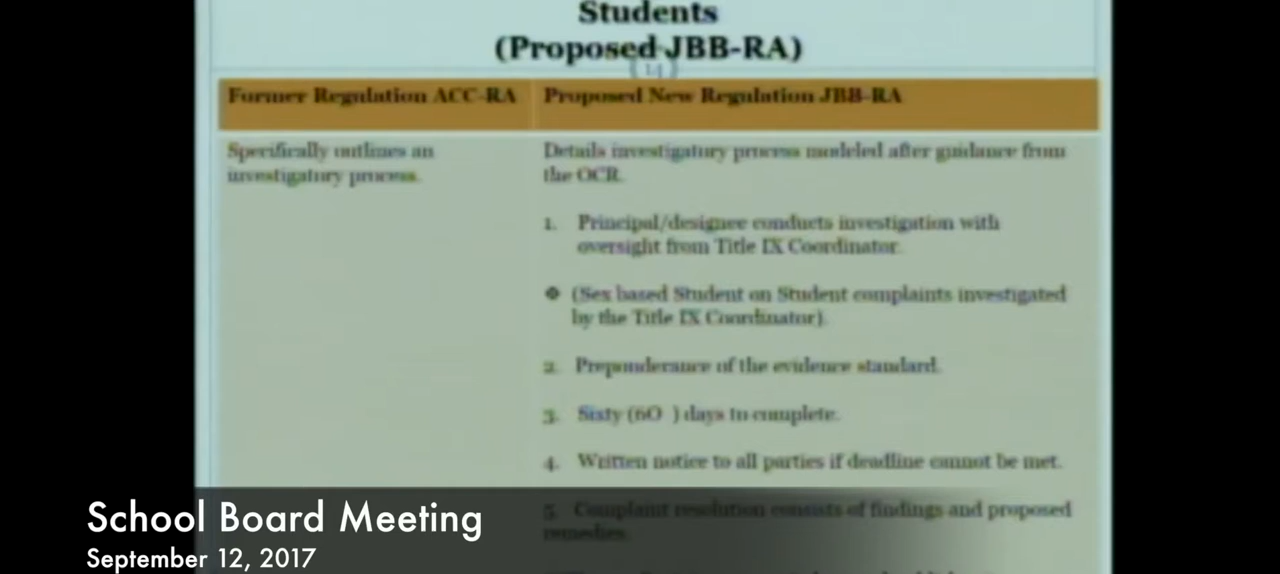 Students
(Proposed JBB-RA)
14
Former Regulation ACC-RA
Proposed New Regulation JBB-RA
Specifically outlines an
investigatory process.
Details investigatory process modeled after guidance from
the OCR.
1. Principal/designee conducts investigation with
oversight from Title IX Coordinator.
❖ (Sex based Student on Student complaints investigated
by the Title IX Coordinator).
2. Preponderance of the evidence standard.
3. Sixty (60 ) days to complete.
4. Written notice to all parties if deadline cannot be met.
5. Complaint resolution consists of findings and proposed
remedies.
School Board Meeting
September 12, 2017